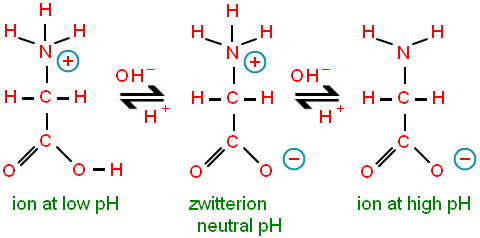 H H H
H N H H N H H N H
+ OH⁻ + OH⁻
H C H H C H H C H
H⁺ H⁺
C C C
O O H O O − O O −
ion at low pH zwitterion ion at high pH
neutral pH